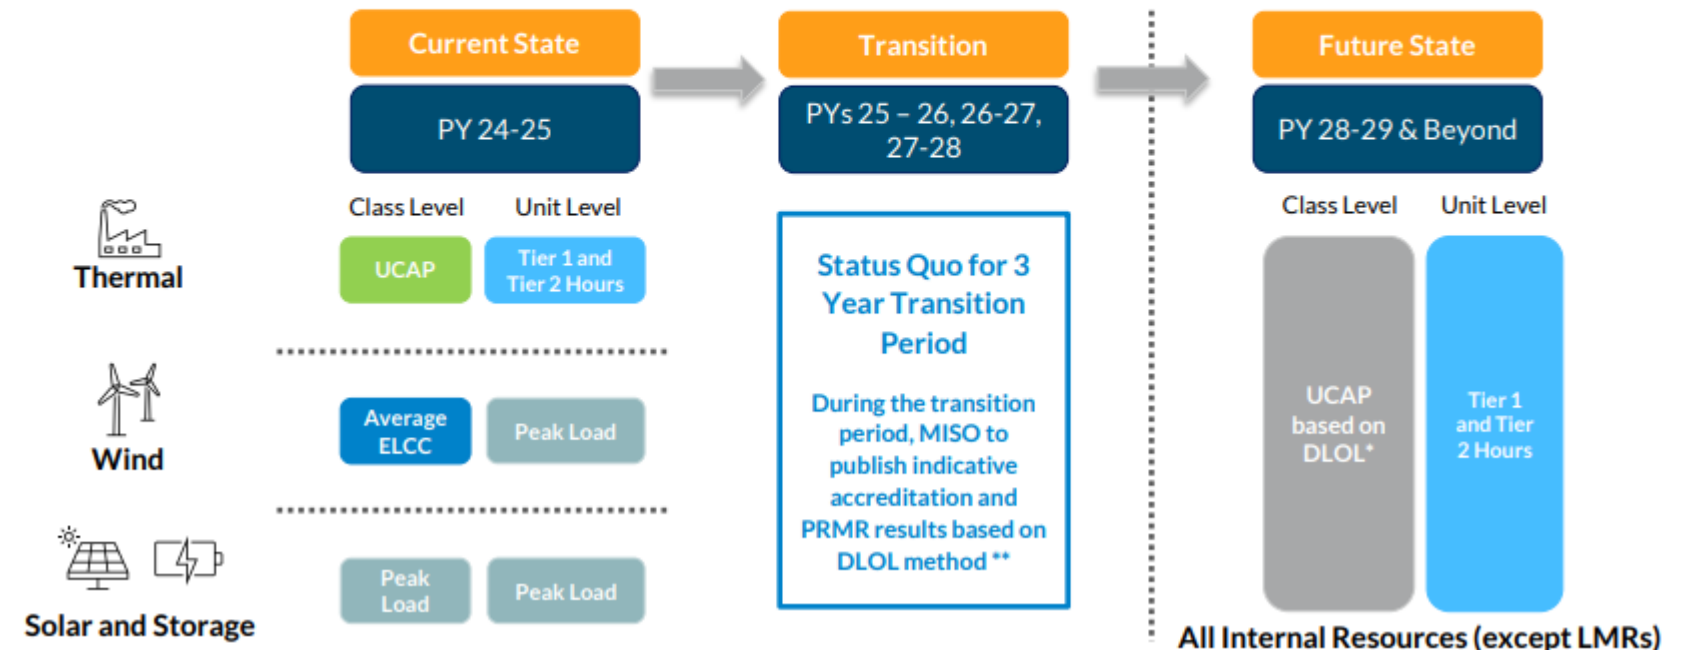 Current State
Transition
Future State
PY 24-25
PYs 25 – 26, 26-27,
27-28
PY 28-29 & Beyond
Class Level
Unit Level
Class Level
Unit Level
Thermal
UCAP
Tier 1 and
Tier 2 Hours
Wind
Average
ELCC
Peak Load
Solar and Storage
Peak
Load
Peak Load
Status Quo for 3
Year Transition
Period
During the transition
period, MISO to
publish indicative
accreditation and
PRMR results based on
DLOL method **
UCAP
based on
DLOL*
Tier 1
and Tier
2 Hours
All Internal Resources (except LMRs)